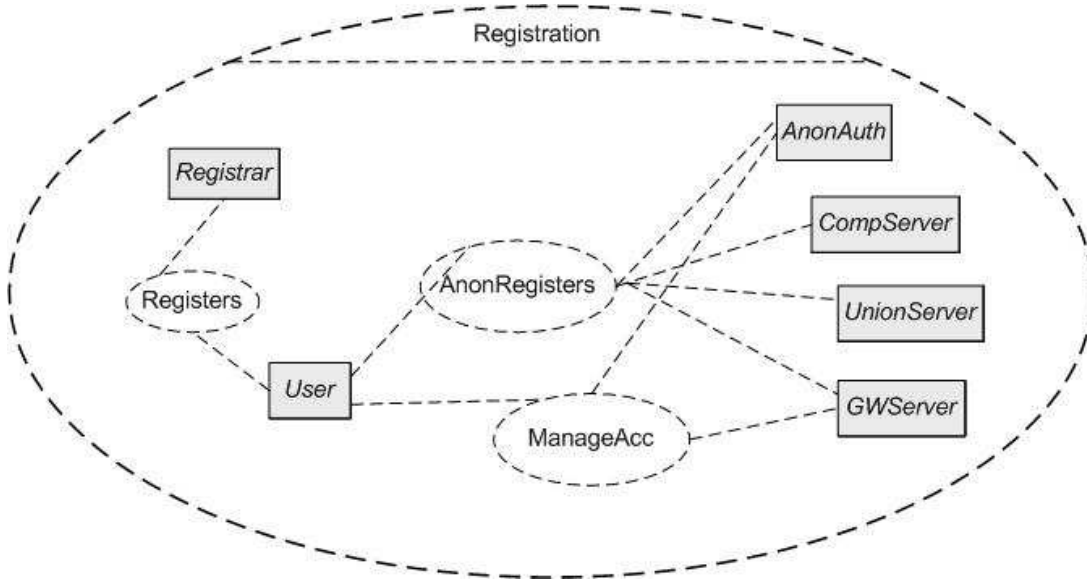 Registration
AnonAuth
Registrar
CompServer
AnonRegisters
Registers
UnionServer
User
GWServer
ManageAcc